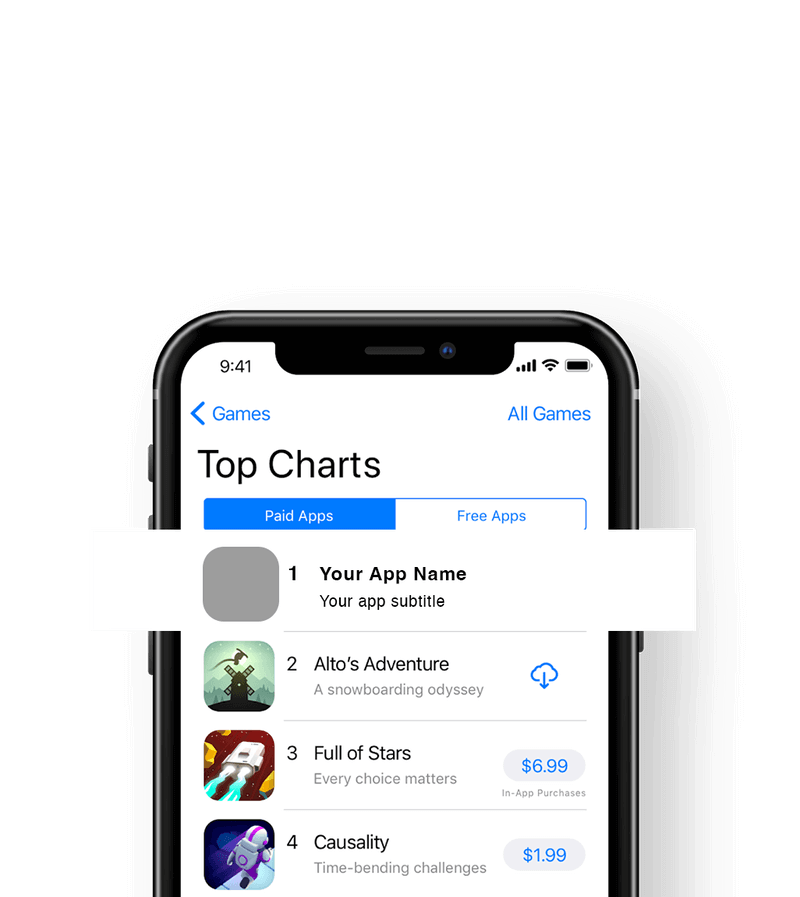 9:41
Games
All Games
Top Charts
Paid Apps
Free Apps
1 Your App Name
Your app subtitle
2 Alto’s Adventure
A snowboarding odyssey
3 Full of Stars
Every choice matters
$6.99
In-App Purchases
4 Causality
Time-bending challenges
$1.99